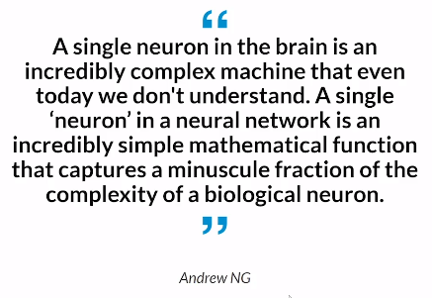 “
A single neuron in the brain is an
incredibly complex machine that even
today we don't understand. A single
‘neuron’ in a neural network is an
incredibly simple mathematical function
that captures a minuscule fraction of the
complexity of a biological neuron.
”
Andrew NG